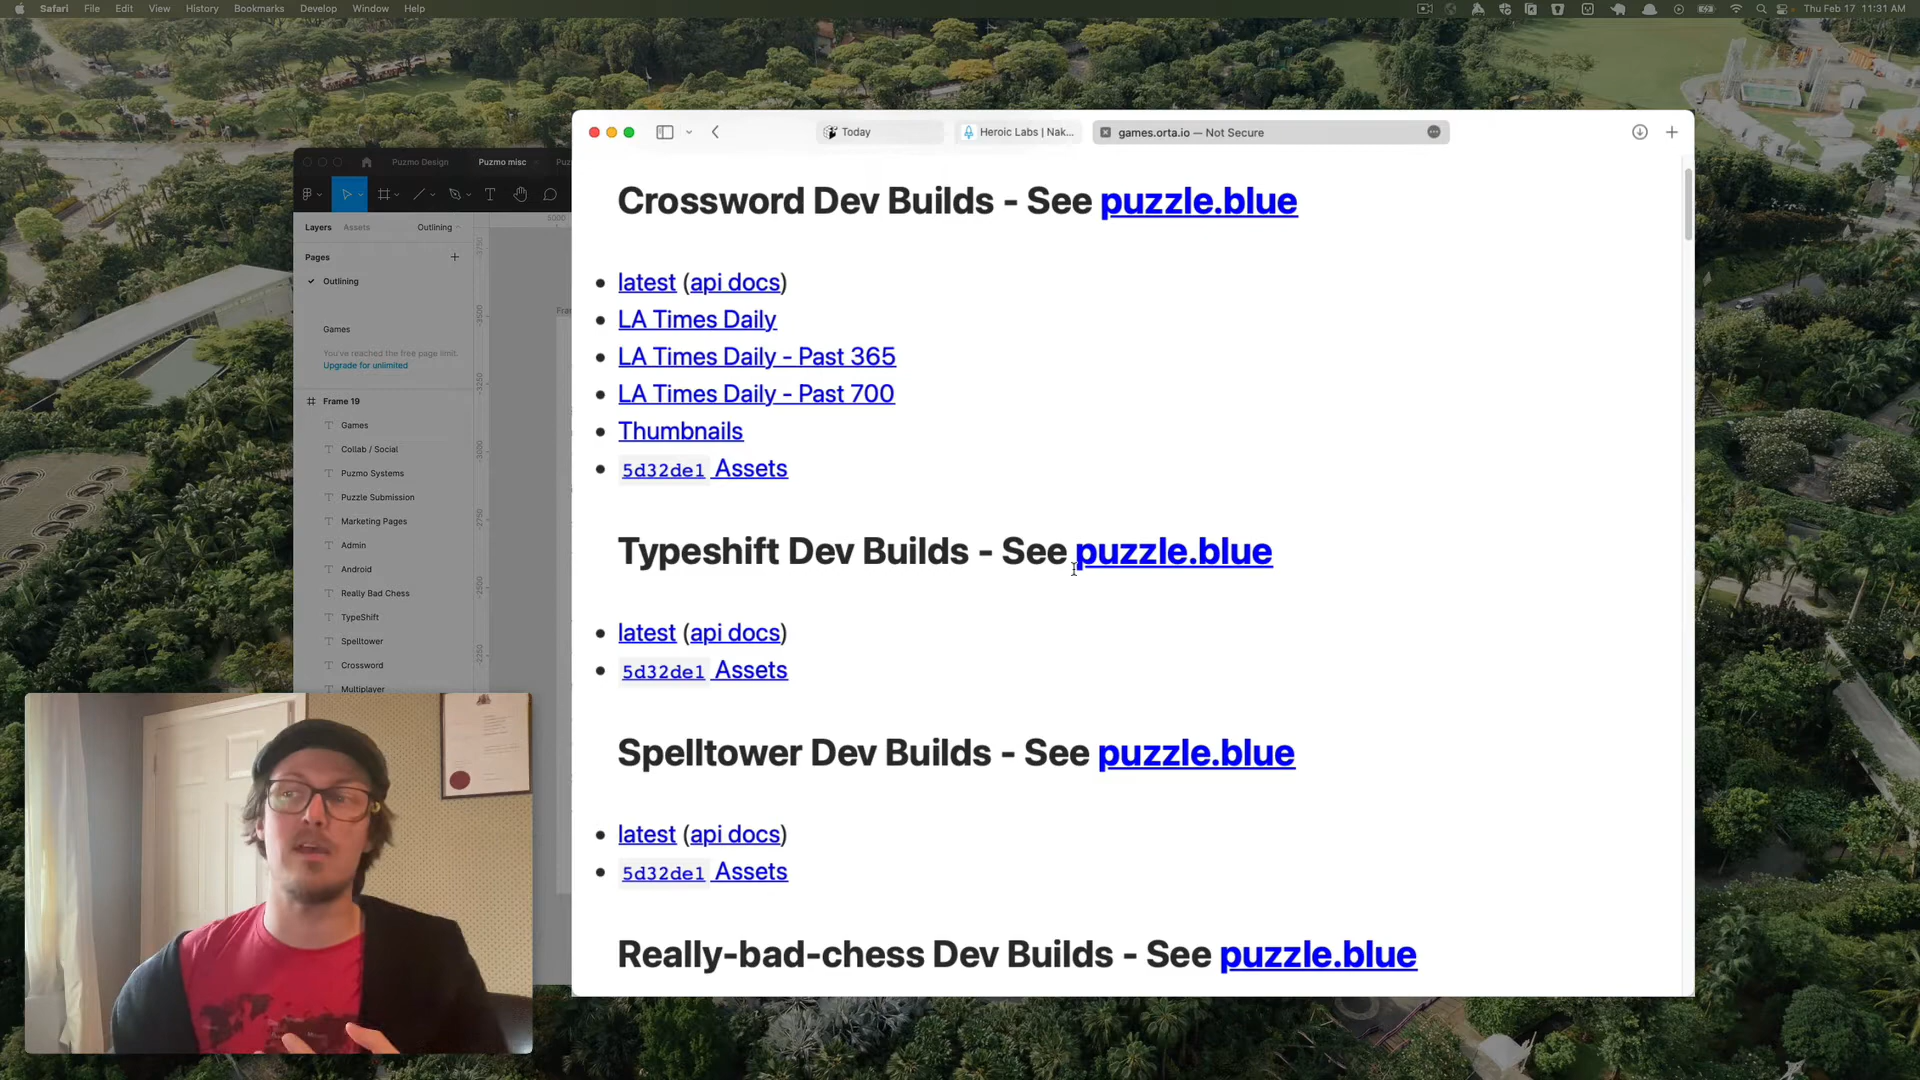 Safari File Edit View History Bookmarks Develop Window Help
Thu Feb 17 11:31 AM
Today
Heroic Labs | Nak...
games.orta.io — Not Secure
Puzmo Design
Puzmo misc
Layers Assets Outlining
Pages
Outlining
Games
You've reached the free page limit.
Upgrade for unlimited
Frame 19
Games
Collab / Social
Puzmo Systems
Puzzle Submission
Marketing Pages
Admin
Android
Really Bad Chess
TypeShift
Spelltower
Crossword
Multiplayer
Crossword Dev Builds - See puzzle.blue
latest (api docs)
LA Times Daily
LA Times Daily - Past 365
LA Times Daily - Past 700
Thumbnails
5d32de1 Assets
Typeshift Dev Builds - See puzzle.blue
latest (api docs)
5d32de1 Assets
Spelltower Dev Builds - See puzzle.blue
latest (api docs)
5d32de1 Assets
Really-bad-chess Dev Builds - See puzzle.blue